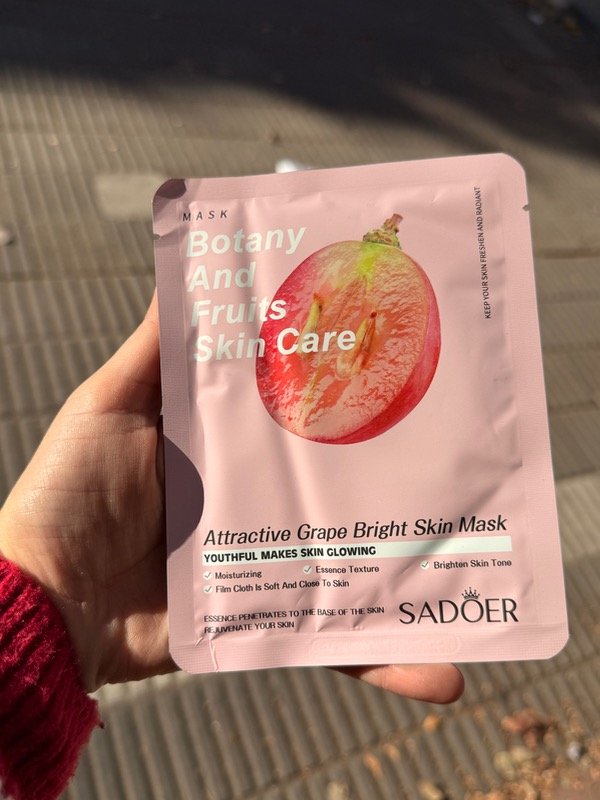 MASK
Botany
And
Fruits
Skin Care
KEEP YOUR SKIN FRESHEN AND RADIANT
Attractive Grape Bright Skin Mask
YOUTHFUL MAKES SKIN GLOWING
Moisturizing
Essence Texture
Brighten Skin Tone
Film Cloth Is Soft And Close To Skin
ESSENCE PENETRATES TO THE BASE OF THE SKIN
REJUVENATE YOUR SKIN
SADOER